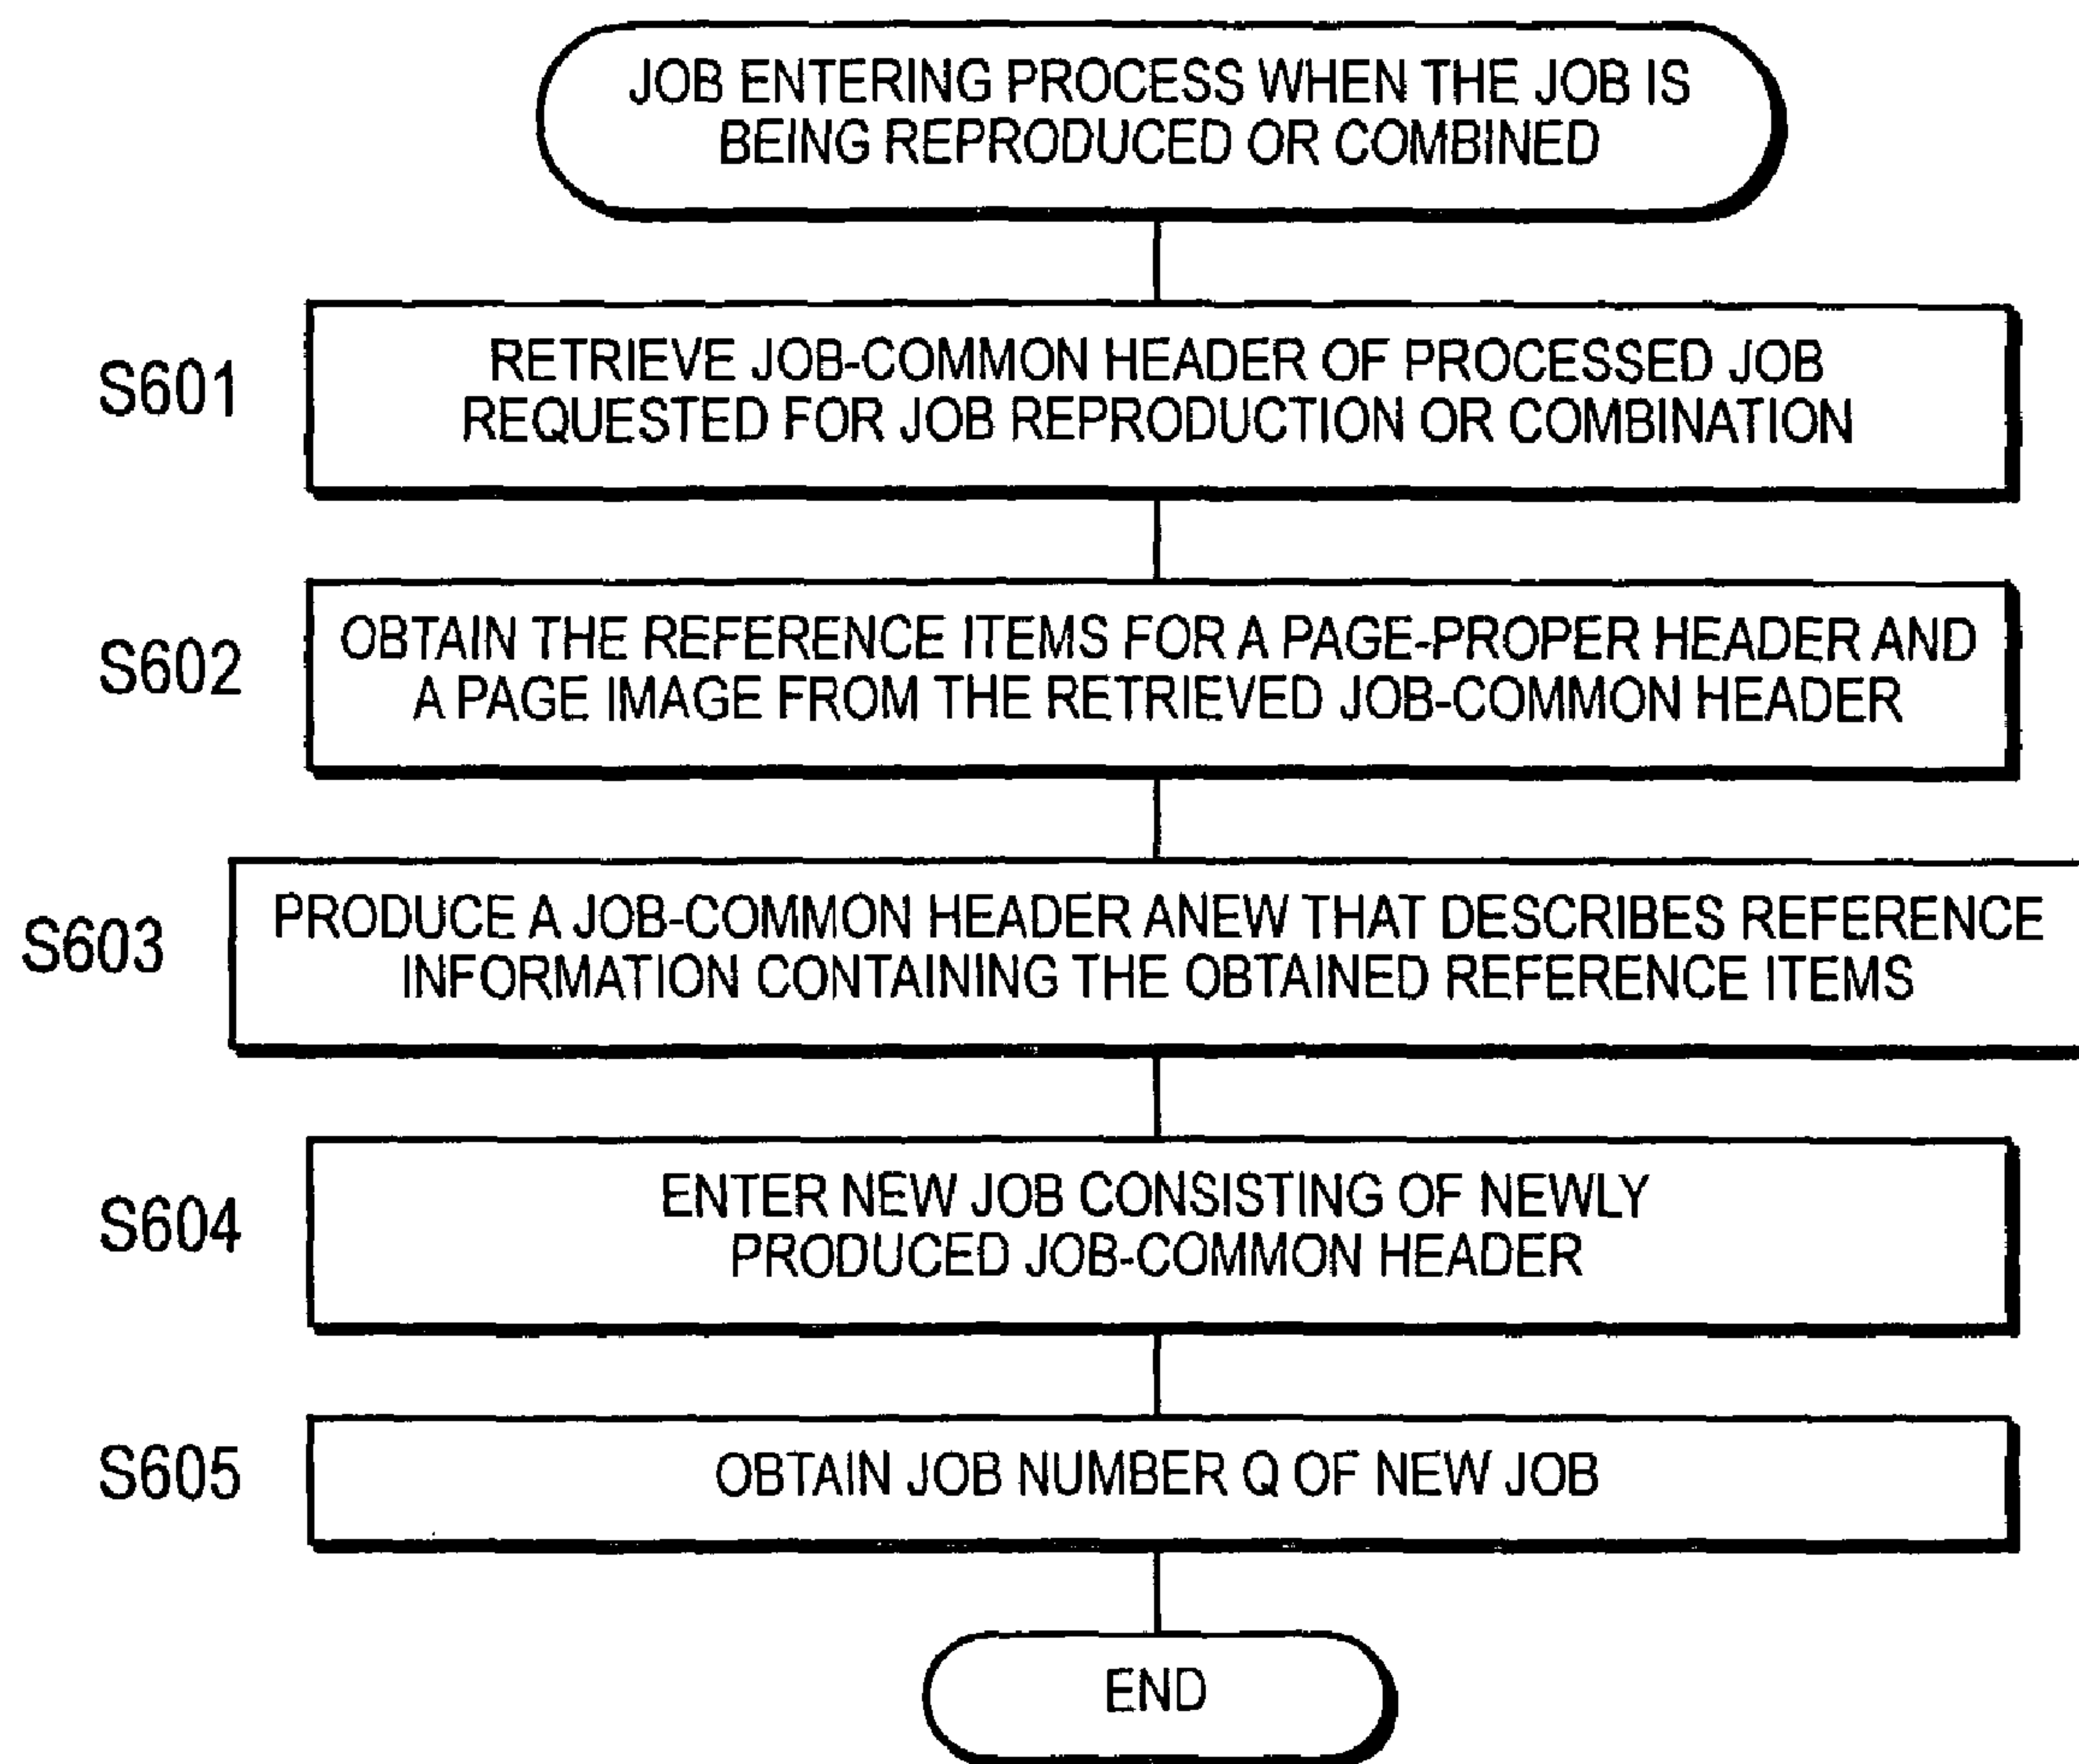 JOB ENTERING PROCESS WHEN THE JOB IS
BEING REPRODUCED OR COMBINED
S601
RETRIEVE JOB-COMMON HEADER OF PROCESSED JOB
REQUESTED FOR JOB REPRODUCTION OR COMBINATION
S602
OBTAIN THE REFERENCE ITEMS FOR A PAGE-PROPER HEADER AND
A PAGE IMAGE FROM THE RETRIEVED JOB-COMMON HEADER
S603
PRODUCE A JOB-COMMON HEADER ANEW THAT DESCRIBES REFERENCE
INFORMATION CONTAINING THE OBTAINED REFERENCE ITEMS
S604
ENTER NEW JOB CONSISTING OF NEWLY
PRODUCED JOB-COMMON HEADER
S605
OBTAIN JOB NUMBER Q OF NEW JOB
END